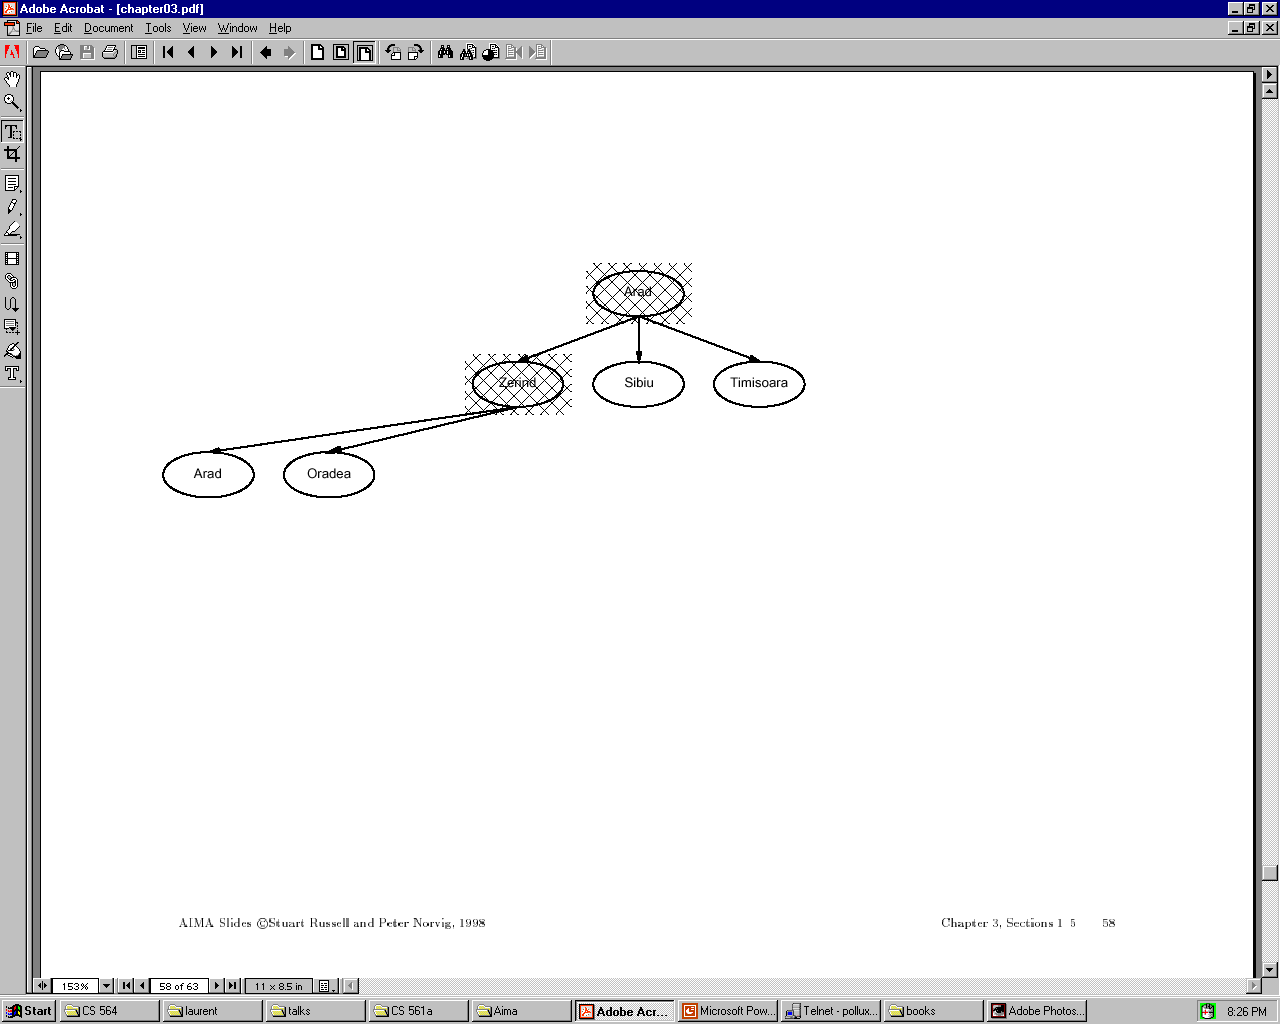 Adobe Acrobat - [chapter03.pdf]
File Edit Document Tools View Window Help
Arad
Zerind Sibiu Timisoara
Arad Oradea
AIMA Slides ©Stuart Russell and Peter Norvig, 1998 Chapter 3, Sections 1 5 58
153% 58 of 63 11 x 8.5 in
Start CS 564 laurent talks CS 561a Aima Adobe Acr... Microsoft Pow... Telnet - pollux... books Adobe Photos... 8:26 PM